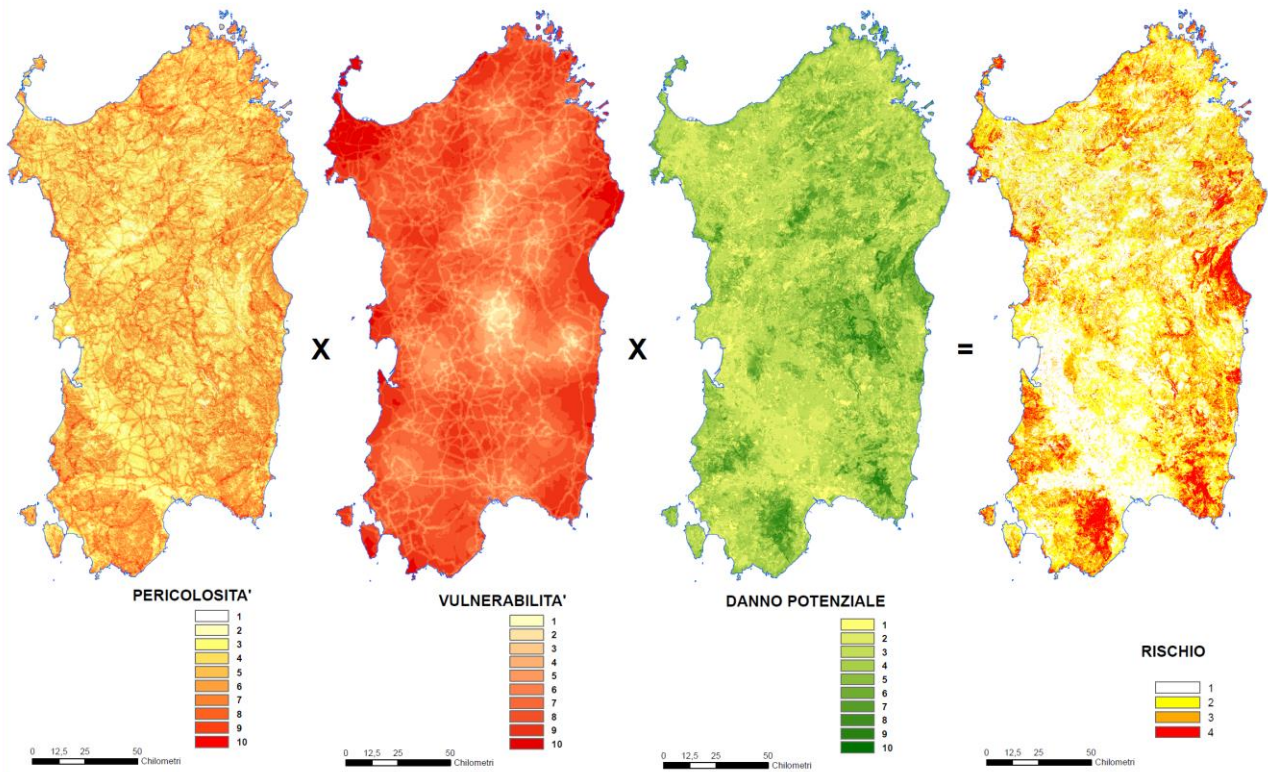 X
X
=
PERICOLOSITA'
1
2
3
4
5
6
7
8
9
10
0 12,5 25 50
Chilometri
VULNERABILITA'
1
2
3
4
5
6
7
8
9
10
0 12,5 25 50
Chilometri
DANNO POTENZIALE
1
2
3
4
5
6
7
8
9
10
0 12,5 25 50
Chilometri
RISCHIO
1
2
3
4
0 12,5 25 50
Chilometri